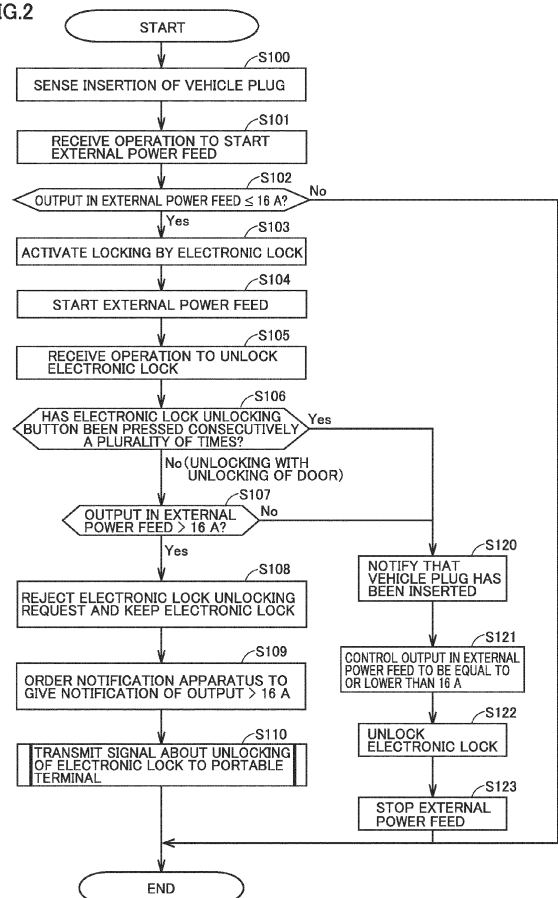 IG.2
START
S100
SENSE INSERTION OF VEHICLE PLUG
S101
RECEIVE OPERATION TO START
EXTERNAL POWER FEED
S102
OUTPUT IN EXTERNAL POWER FEED ≤ 16 A?
No
Yes
S103
ACTIVATE LOCKING BY ELECTRONIC LOCK
S104
START EXTERNAL POWER FEED
S105
RECEIVE OPERATION TO UNLOCK
ELECTRONIC LOCK
S106
HAS ELECTRONIC LOCK UNLOCKING
BUTTON BEEN PRESSED CONSECUTIVELY
A PLURALITY OF TIMES?
Yes
No (UNLOCKING WITH
UNLOCKING OF DOOR)
S107
OUTPUT IN EXTERNAL
POWER FEED > 16 A?
No
Yes
S108
REJECT ELECTRONIC LOCK UNLOCKING
REQUEST AND KEEP ELECTRONIC LOCK
S109
ORDER NOTIFICATION APPARATUS TO
GIVE NOTIFICATION OF OUTPUT > 16 A
S110
TRANSMIT SIGNAL ABOUT UNLOCKING
OF ELECTRONIC LOCK TO PORTABLE
TERMINAL
S120
NOTIFY THAT
VEHICLE PLUG HAS
BEEN INSERTED
S121
CONTROL OUTPUT IN EXTERNAL
POWER FEED TO BE EQUAL TO
OR LOWER THAN 16 A
S122
UNLOCK
ELECTRONIC LOCK
S123
STOP EXTERNAL
POWER FEED
END